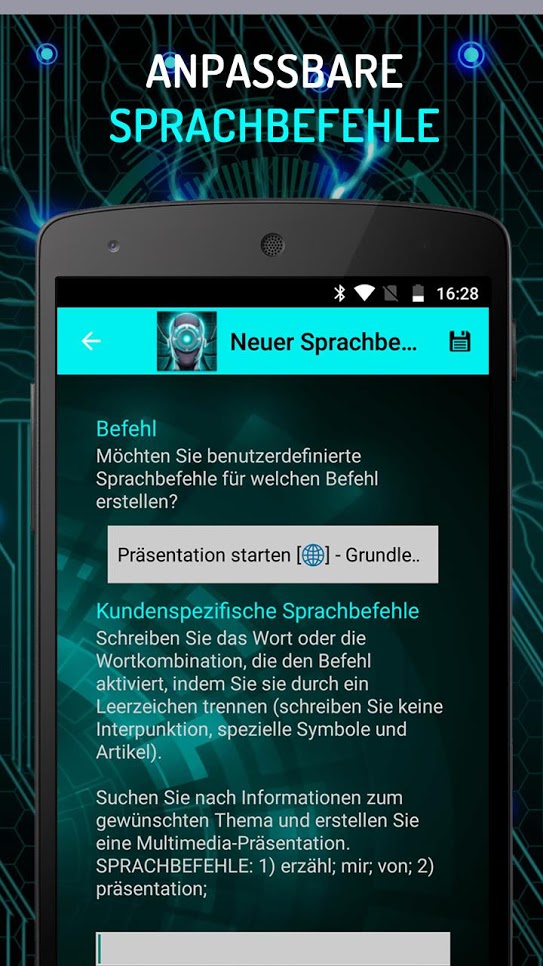 ANPASSBARE
SPRACHBEFEHLE
16:28
Neuer Sprachbe...
Befehl
Möchten Sie benutzerdefinierte
Sprachbefehle für welchen Befehl
erstellen?
Präsentation starten [🌐] - Grundle..
Kundenspezifische Sprachbefehle
Schreiben Sie das Wort oder die
Wortkombination, die den Befehl
aktiviert, indem Sie sie durch ein
Leerzeichen trennen (schreiben Sie keine
Interpunktion, spezielle Symbole und
Artikel).
Suchen Sie nach Informationen zum
gewünschten Thema und erstellen Sie
eine Multimedia-Präsentation.
SPRACHBEFEHLE: 1) erzähl; mir; von; 2)
präsentation;